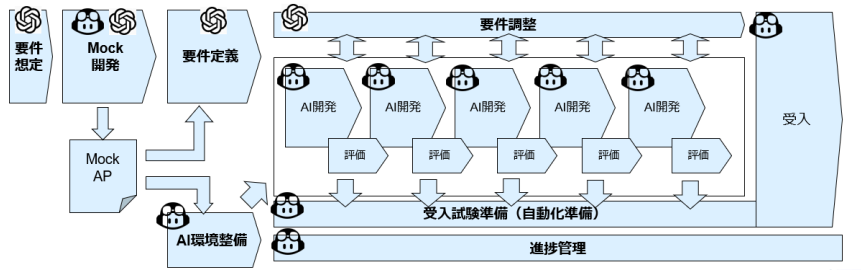 要件
想定
Mock
開発
要件定義
要件調整
AI開発
AI開発
AI開発
AI開発
AI開発
評価
評価
評価
評価
評価
受入
Mock
AP
AI環境整備
受入試験準備（自動化準備）
進捗管理